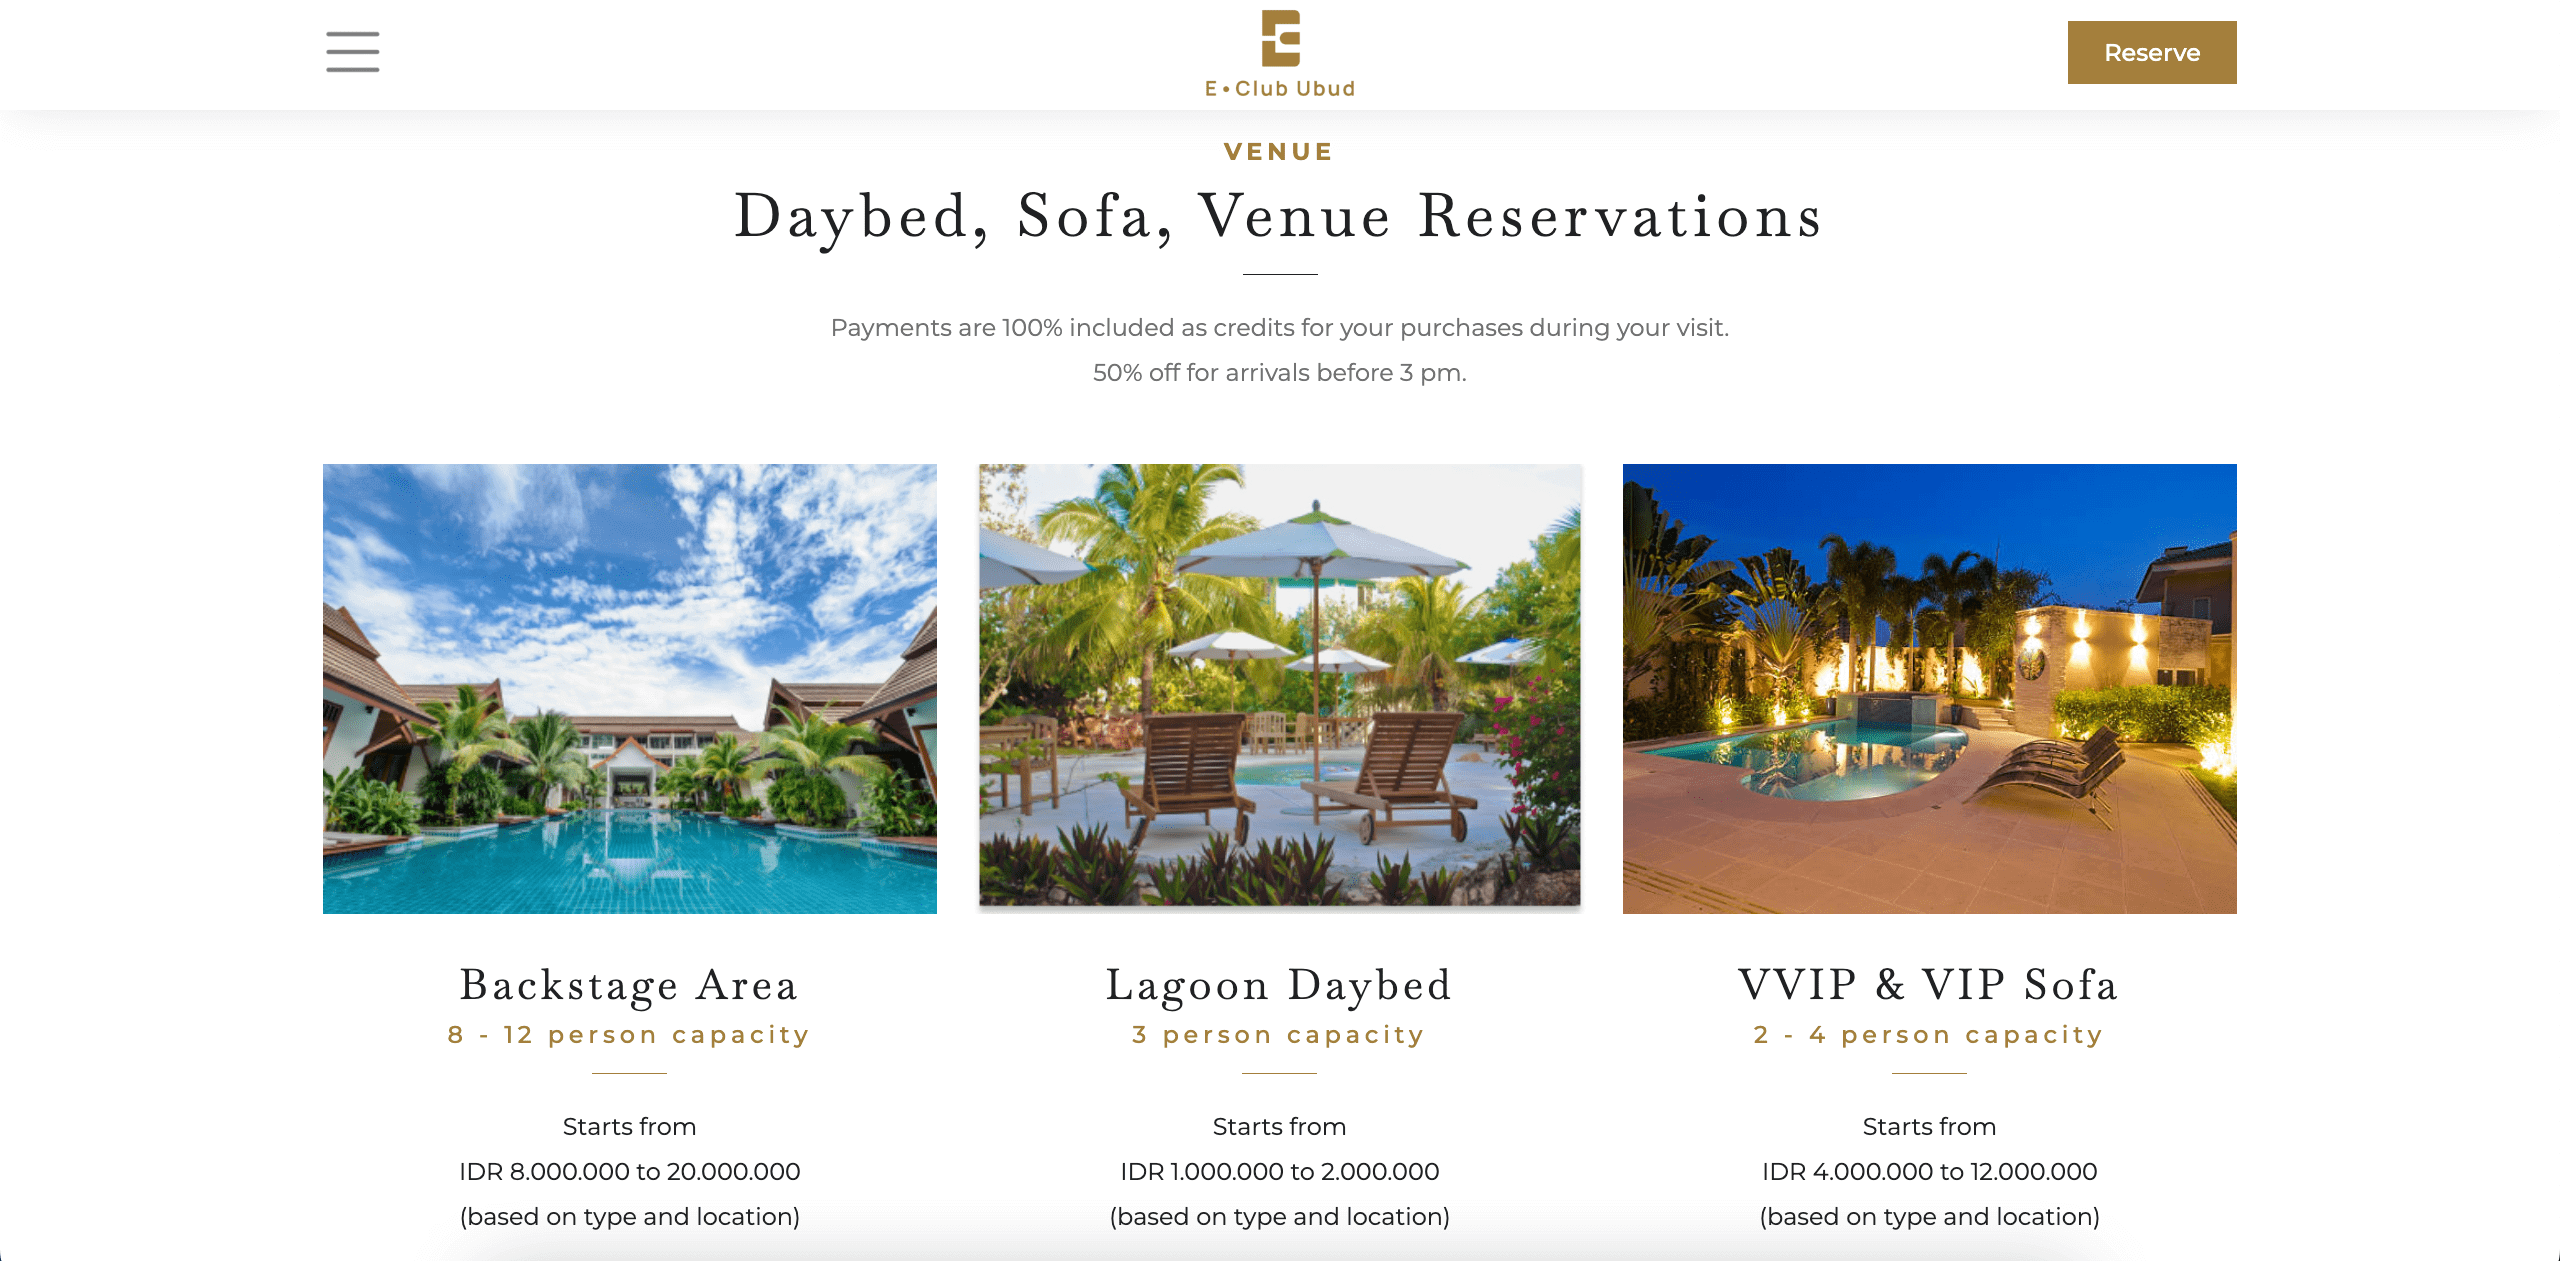 E•Club Ubud
Reserve
VENUE
Daybed, Sofa, Venue Reservations
Payments are 100% included as credits for your purchases during your visit.
50% off for arrivals before 3 pm.
Backstage Area
8 - 12 person capacity
Starts from
IDR 8.000.000 to 20.000.000
(based on type and location)
Lagoon Daybed
3 person capacity
Starts from
IDR 1.000.000 to 2.000.000
(based on type and location)
VVIP & VIP Sofa
2 - 4 person capacity
Starts from
IDR 4.000.000 to 12.000.000
(based on type and location)